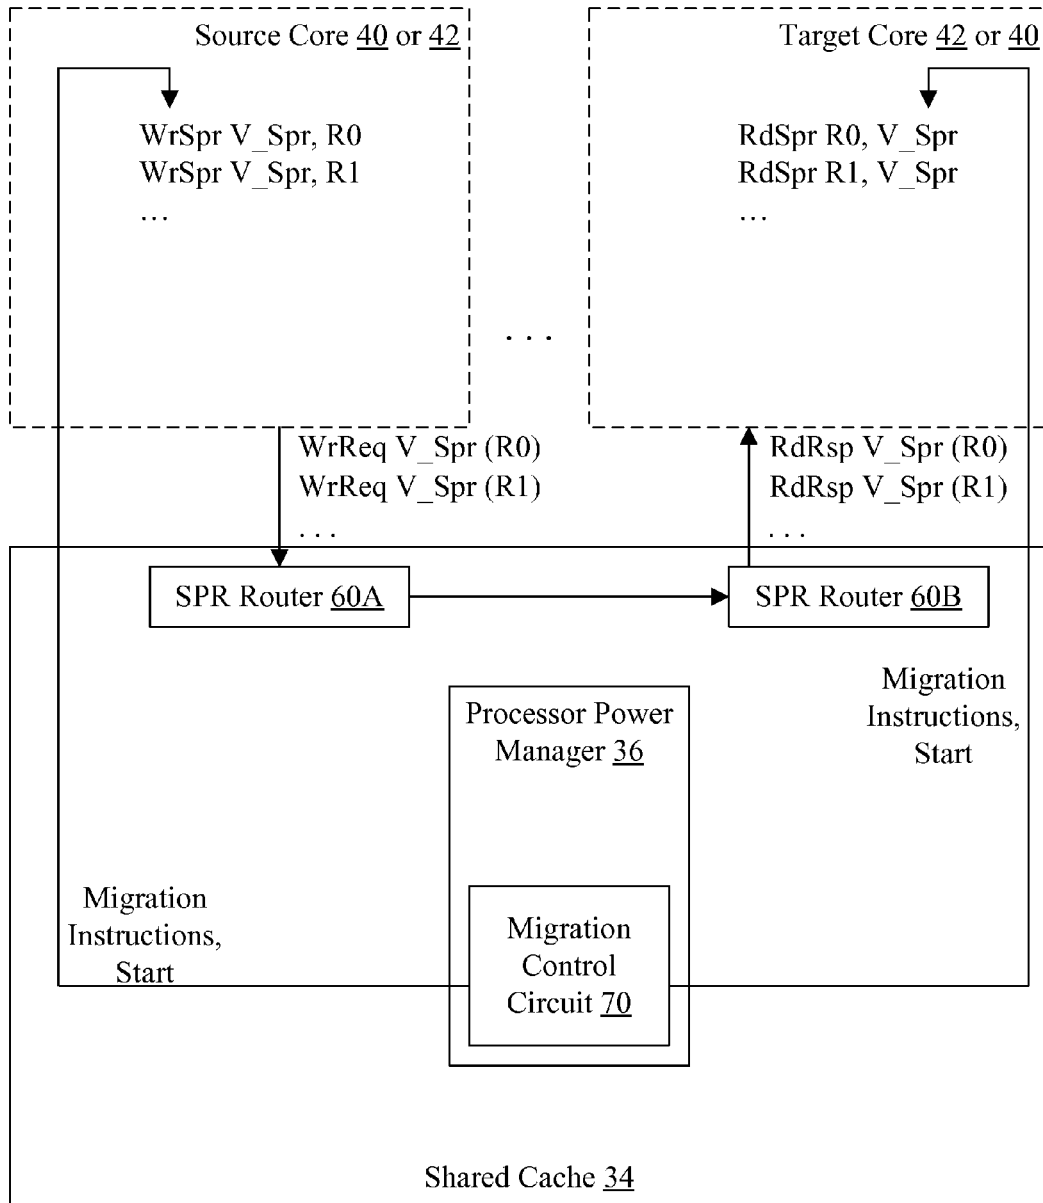 Source Core 40 or 42
WrSpr V_Spr, R0
WrSpr V_Spr, R1
...
Target Core 42 or 40
RdSpr R0, V_Spr
RdSpr R1, V_Spr
...
. . .
WrReq V_Spr (R0)
WrReq V_Spr (R1)
. . .
RdRsp V_Spr (R0)
RdRsp V_Spr (R1)
. . .
SPR Router 60A
SPR Router 60B
Migration
Instructions,
Start
Processor Power
Manager 36
Migration
Instructions,
Start
Migration
Control
Circuit 70
Shared Cache 34